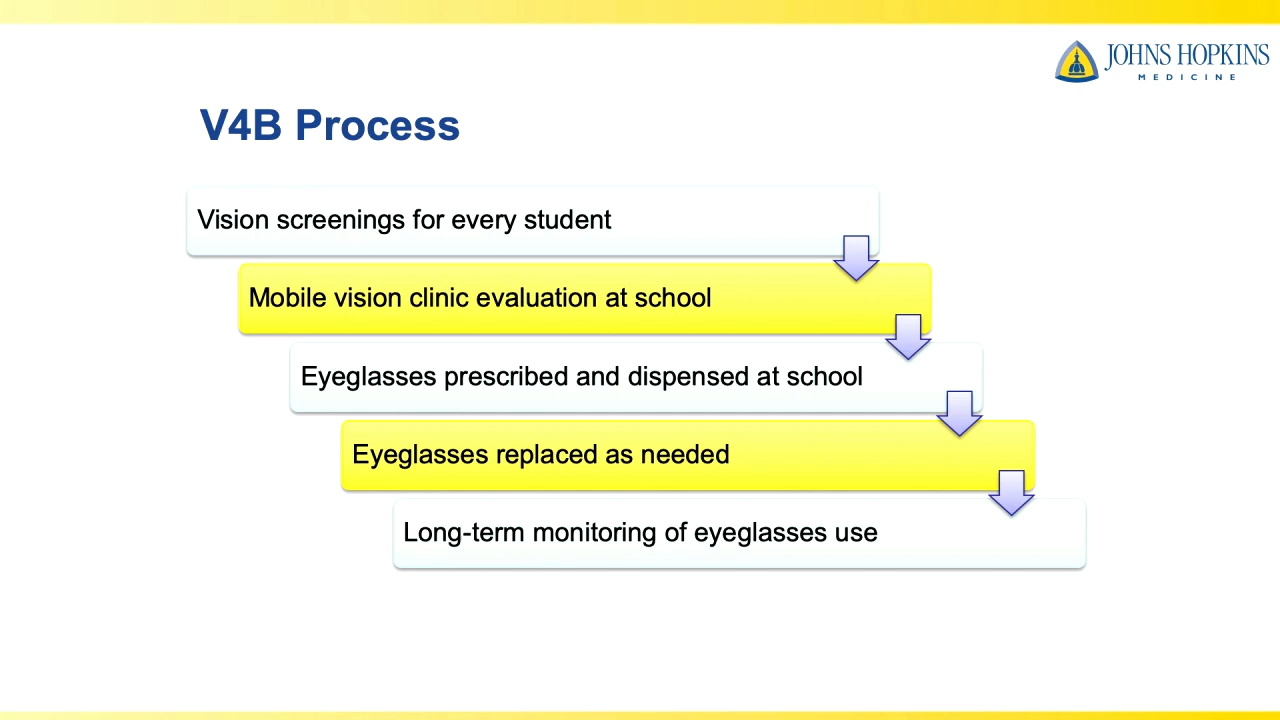 JOHNS HOPKINS
MEDICINE
V4B Process
Vision screenings for every student
Mobile vision clinic evaluation at school
Eyeglasses prescribed and dispensed at school
Eyeglasses replaced as needed
Long-term monitoring of eyeglasses use